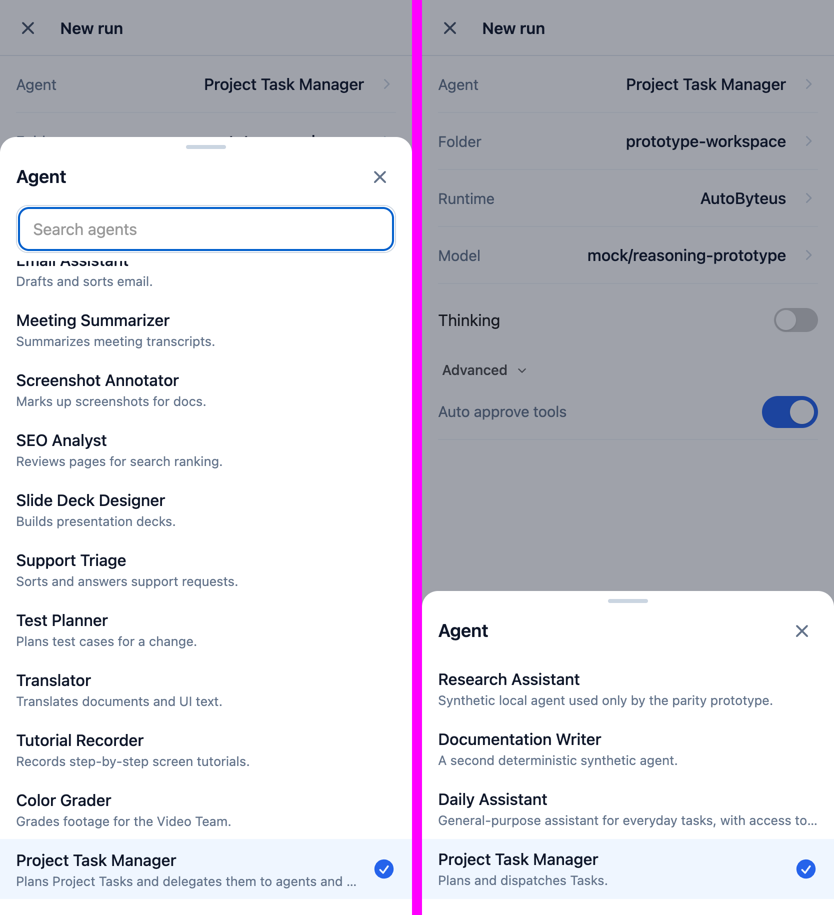 New run
Agent
Project Task Manager
Agent
Search agents
Email Assistant
Drafts and sorts email.
Meeting Summarizer
Summarizes meeting transcripts.
Screenshot Annotator
Marks up screenshots for docs.
SEO Analyst
Reviews pages for search ranking.
Slide Deck Designer
Builds presentation decks.
Support Triage
Sorts and answers support requests.
Test Planner
Plans test cases for a change.
Translator
Translates documents and UI text.
Tutorial Recorder
Records step-by-step screen tutorials.
Color Grader
Grades footage for the Video Team.
Project Task Manager
Plans Project Tasks and delegates them to agents and ...
New run
Agent
Project Task Manager
Folder
prototype-workspace
Runtime
AutoByteus
Model
mock/reasoning-prototype
Thinking
Advanced
Auto approve tools
Agent
Research Assistant
Synthetic local agent used only by the parity prototype.
Documentation Writer
A second deterministic synthetic agent.
Daily Assistant
General-purpose assistant for everyday tasks, with access to...
Project Task Manager
Plans and dispatches Tasks.